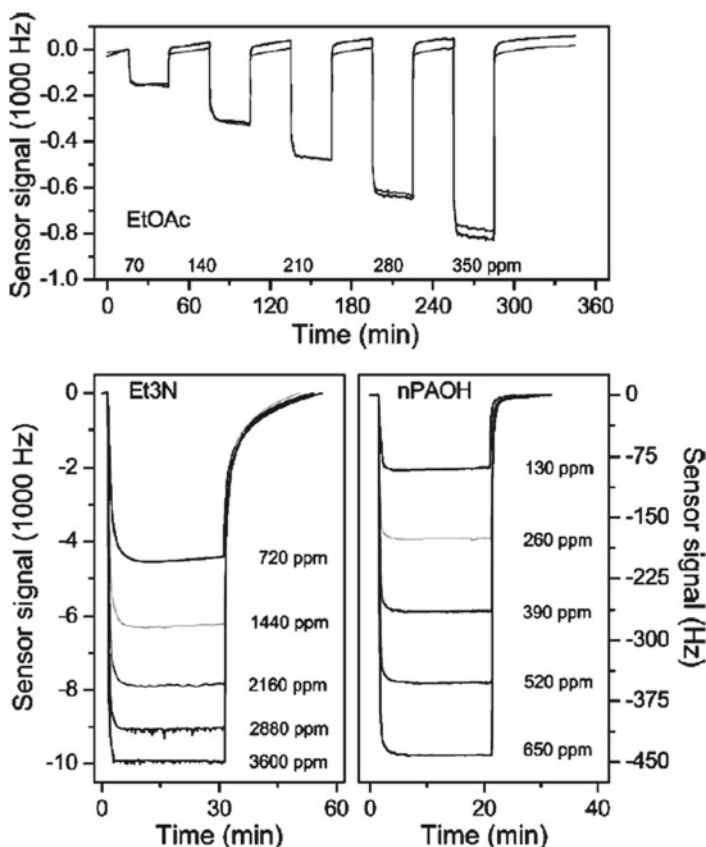 Sensor signal (1000 Hz)
0.0
-0.2
-0.4
-0.6
-0.8
-1.0
EtOAc
70 140 210 280 350 ppm
0 60 120 180 240 300 360
Time (min)
Sensor signal (1000 Hz)
0
-2
-4
-6
-8
-10
Et3N
720 ppm
1440 ppm
2160 ppm
2880 ppm
3600 ppm
0 30 60
Time (min)
nPAOH
130 ppm
260 ppm
390 ppm
520 ppm
650 ppm
0
-75
-150
-225
-300
-375
-450
Sensor signal (Hz)
0 20 40
Time (min)